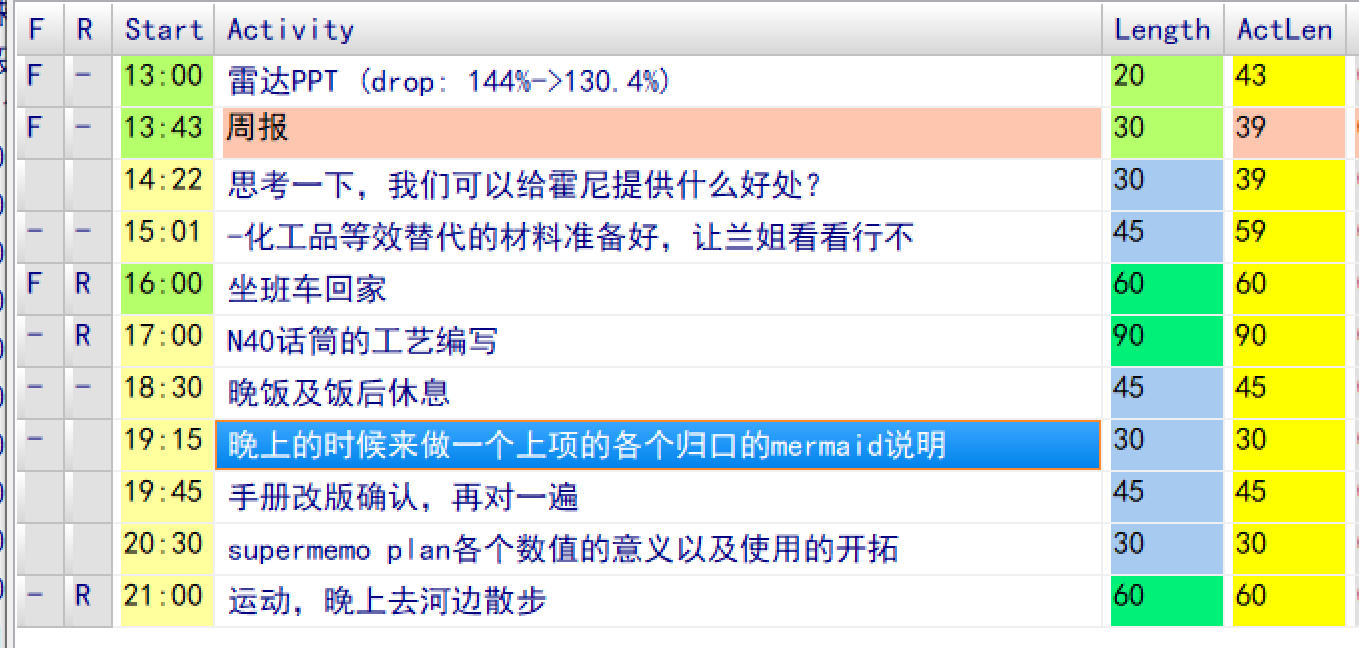 F R Start Activity Length ActLen
F - 13:00 雷达PPT (drop: 144%->130.4%) 20 43
F - 13:43 周报 30 39
14:22 思考一下，我们可以给霍尼提供什么好处? 30 39
- - 15:01 -化工品等效替代的材料准备好，让兰姐看看行不 45 59
F R 16:00 坐班车回家 60 60
- R 17:00 N40话筒的工艺编写 90 90
- - 18:30 晚饭及饭后休息 45 45
- 19:15 晚上的时候来做一个上项的各个归口的mermaid说明 30 30
19:45 手册改版确认，再对一遍 45 45
20:30 supermemo plan各个数值的意义以及使用的开拓 30 30
- R 21:00 运动，晚上去河边散步 60 60